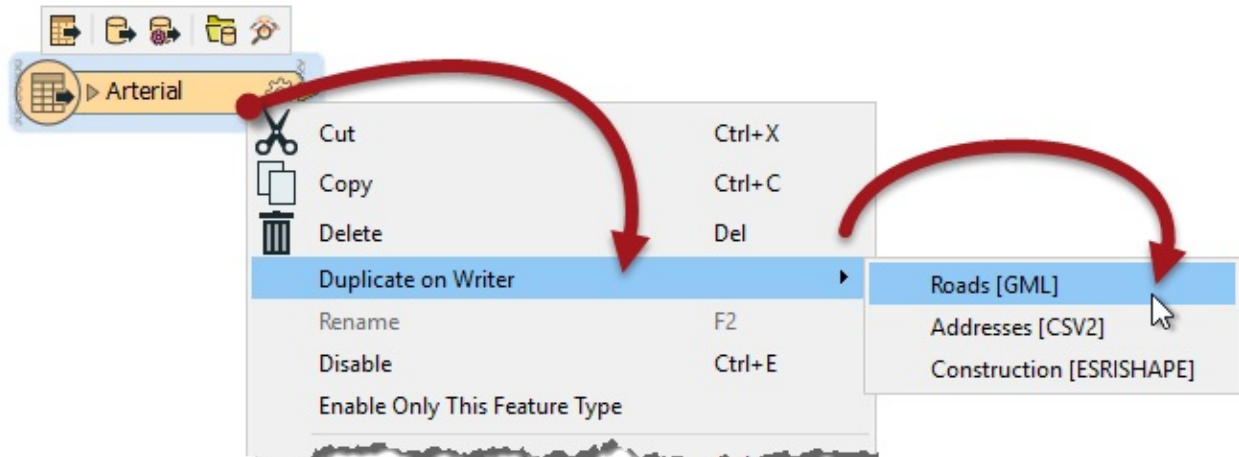 Arterial
Cut Ctrl+X
Copy Ctrl+C
Delete Del
Duplicate on Writer
Roads [GML]
Rename F2
Addresses [CSV2]
Disable Ctrl+E
Construction [ESRISHAPE]
Enable Only This Feature Type